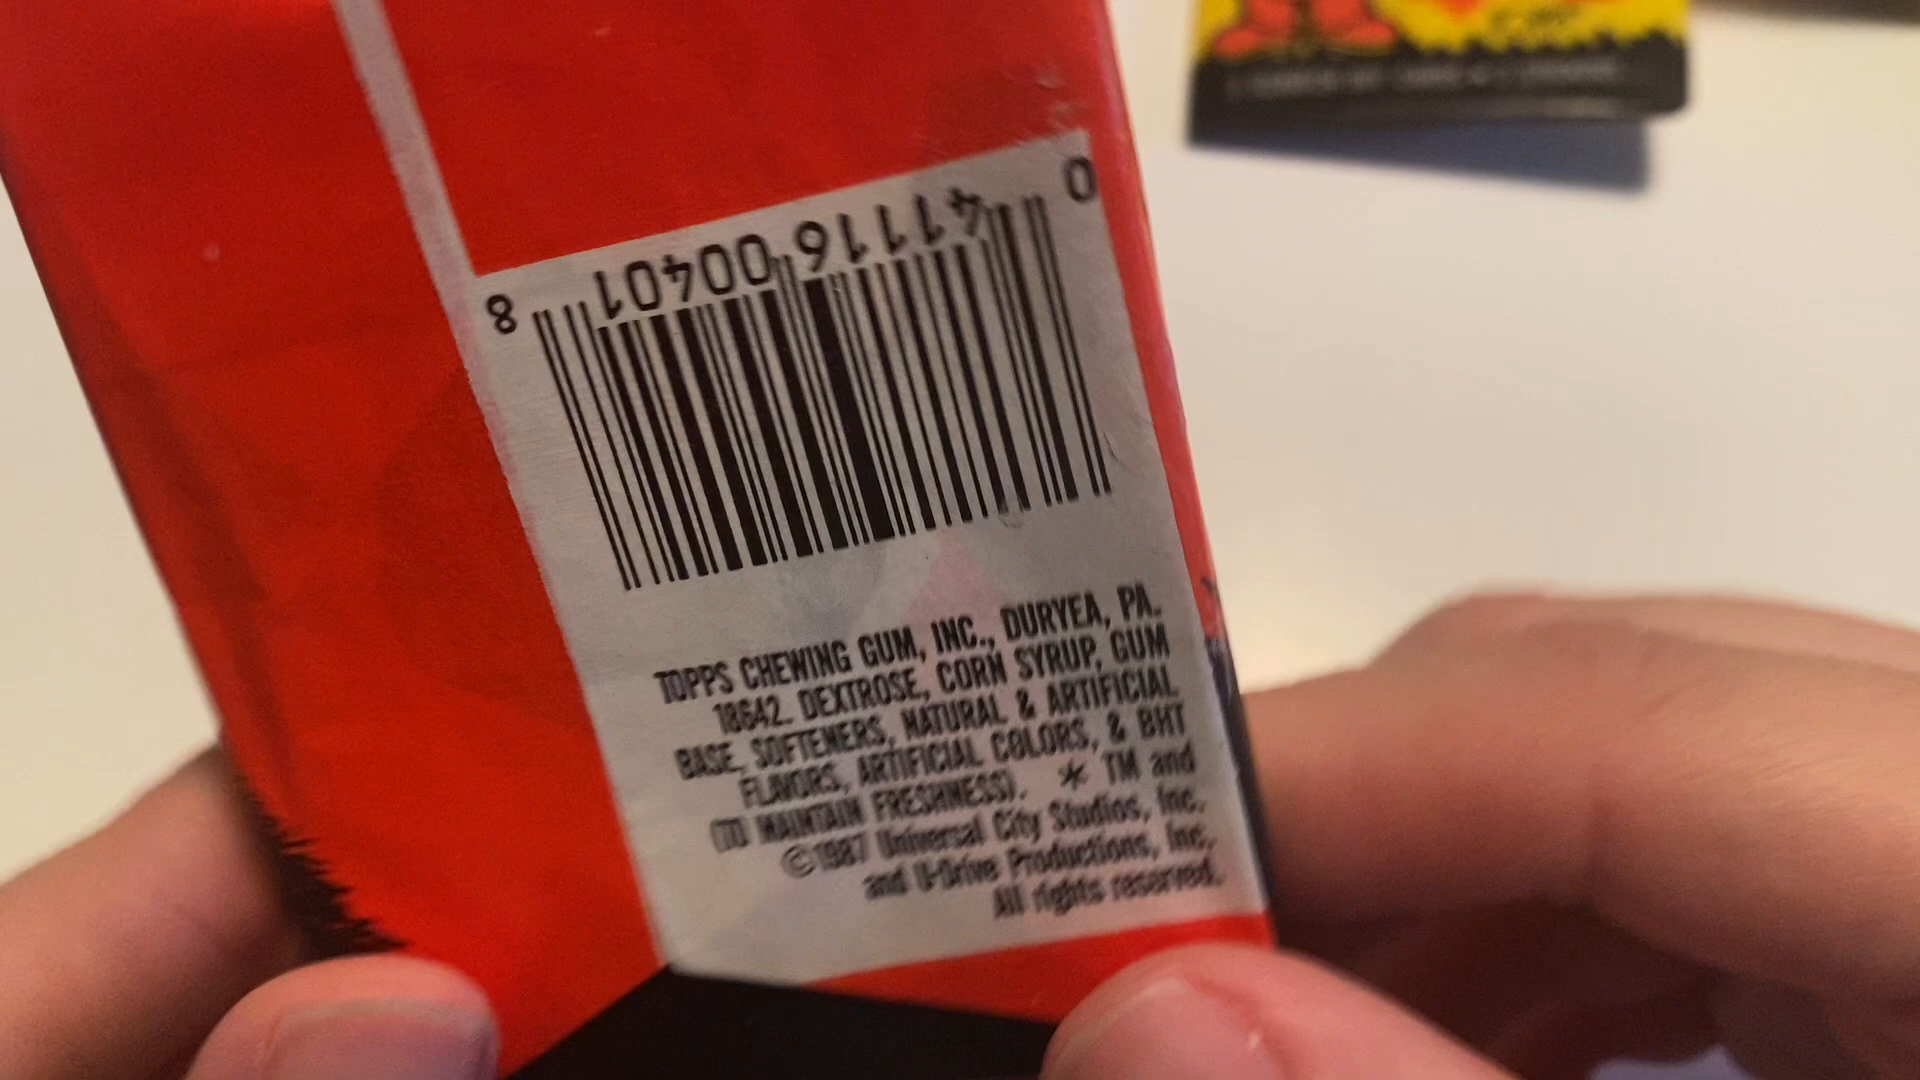 0 41116 00401 8
TOPPS CHEWING GUM, INC., DURYEA, PA.
18642. DEXTROSE, CORN SYRUP, GUM
BASE, SOFTENERS, NATURAL & ARTIFICIAL
FLAVORS, ARTIFICIAL COLORS, & BHT
(TO MAINTAIN FRESHNESS). * TM and
©1987 Universal City Studios, Inc.
and U-Drive Productions, Inc.
All rights reserved.